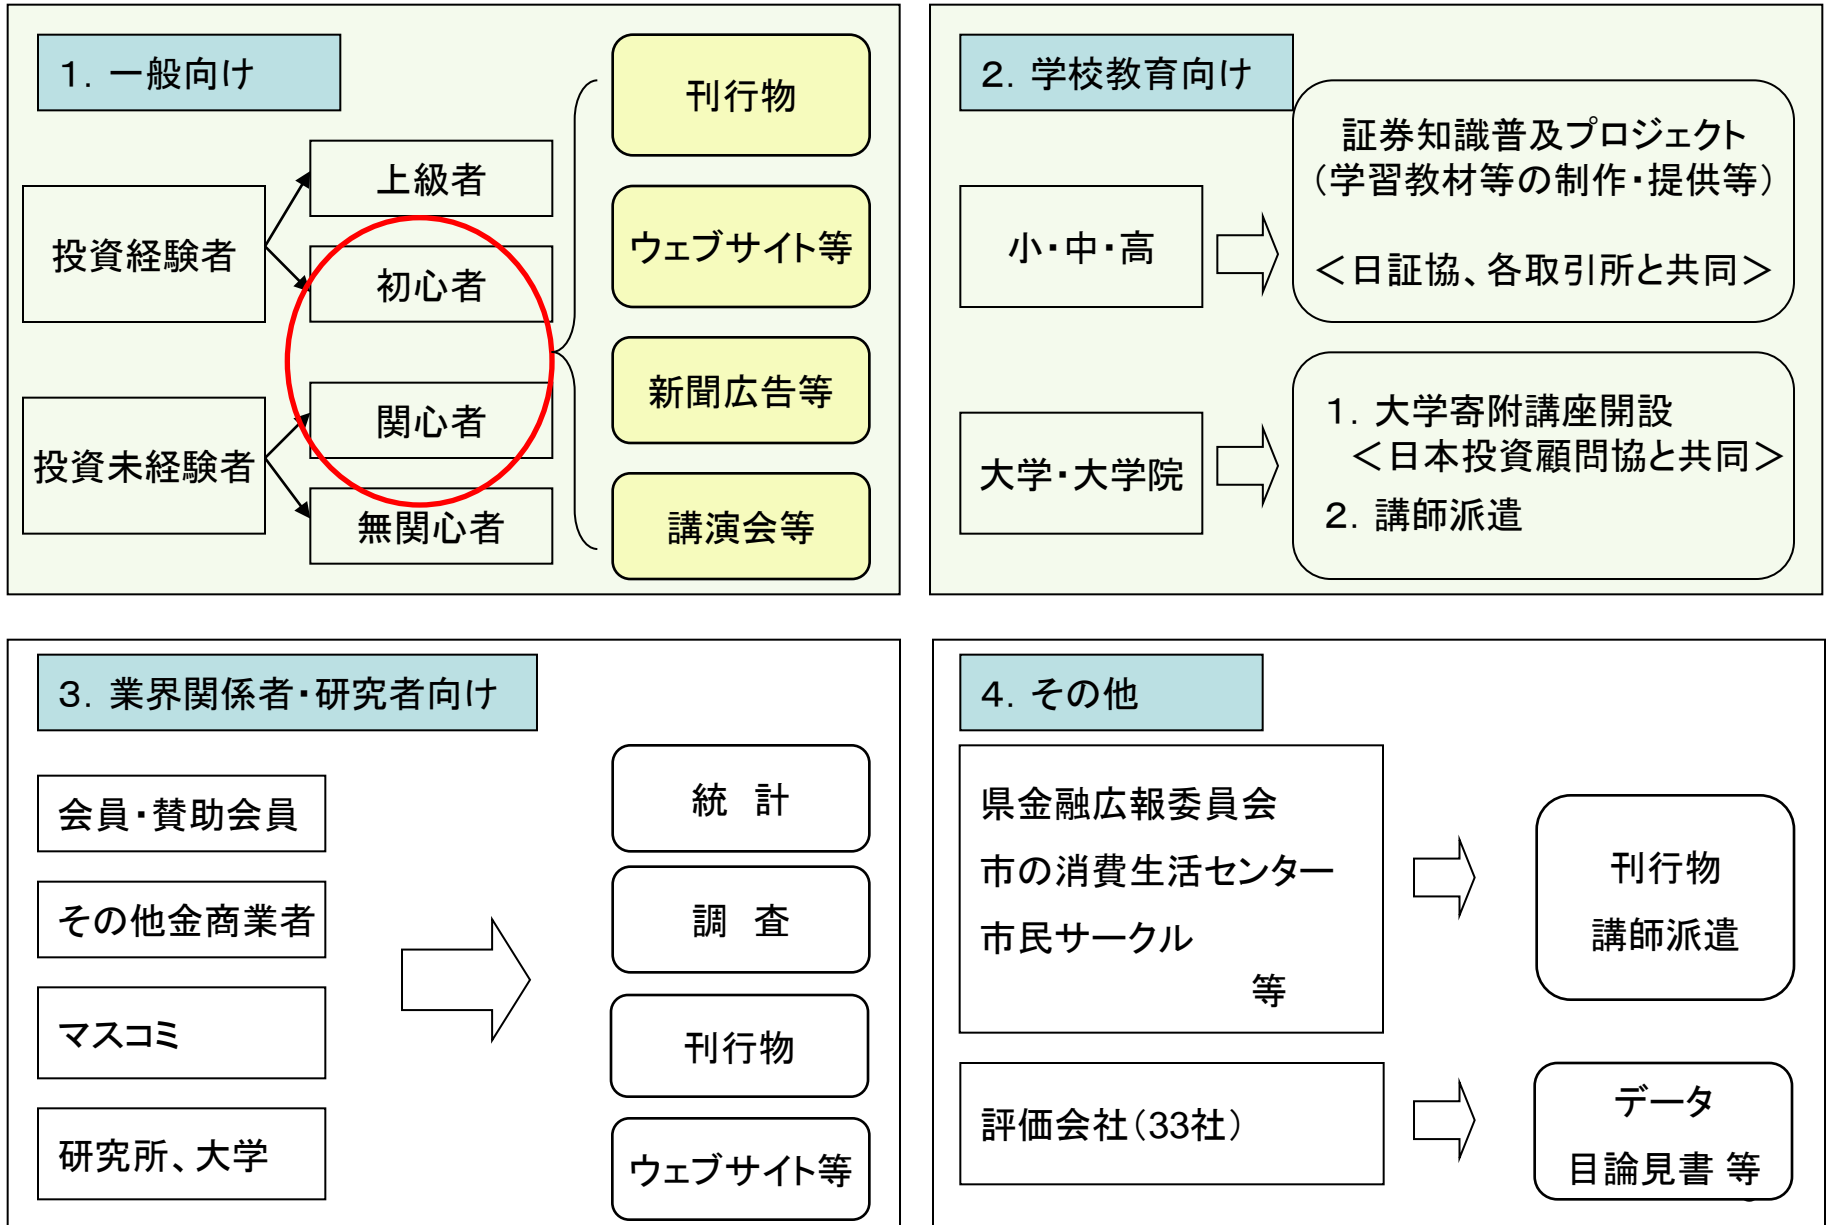 １．一般向け
投資経験者
上級者
初心者
投資未経験者
関心者
無関心者
刊行物
ウェブサイト等
新聞広告等
講演会等
２．学校教育向け
小・中・高
証券知識普及プロジェクト
（学習教材等の制作・提供等）
＜日証協、各取引所と共同＞
大学・大学院
１．大学寄附講座開設
＜日本投資顧問協と共同＞
２．講師派遣
３．業界関係者・研究者向け
会員・賛助会員
その他金商業者
マスコミ
研究所、大学
統　計
調　査
刊行物
ウェブサイト等
４．その他
県金融広報委員会
市の消費生活センター
市民サークル
等
刊行物
講師派遣
評価会社（33社）
データ
目論見書 等